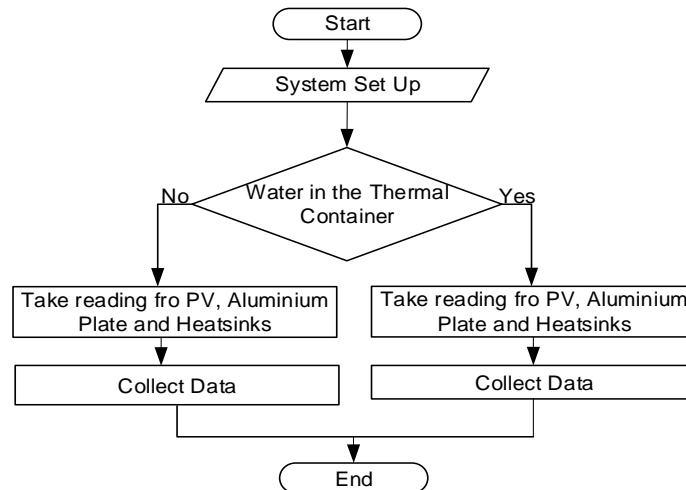 Start
System Set Up
Water in the Thermal
Container
No
Yes
Take reading fro PV, Aluminium
Plate and Heatsinks
Take reading fro PV, Aluminium
Plate and Heatsinks
Collect Data
Collect Data
End